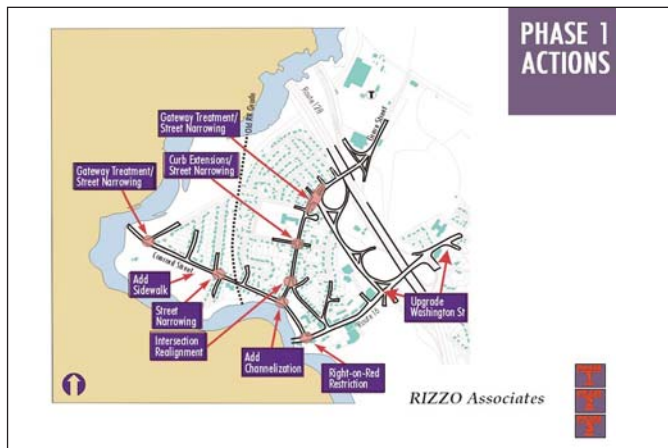 PHASE 1
ACTIONS
Gateway Treatment/
Street Narrowing
Curb Extensions/
Street Narrowing
Gateway Treatment/
Street Narrowing
Old RR Grade
Route 128
T
Grove Street
Concord Street
Add
Sidewalk
Street
Narrowing
Intersection
Realignment
Add
Channelization
Right-on-Red
Restriction
Route 16
Upgrade
Washington St
RIZZO Associates